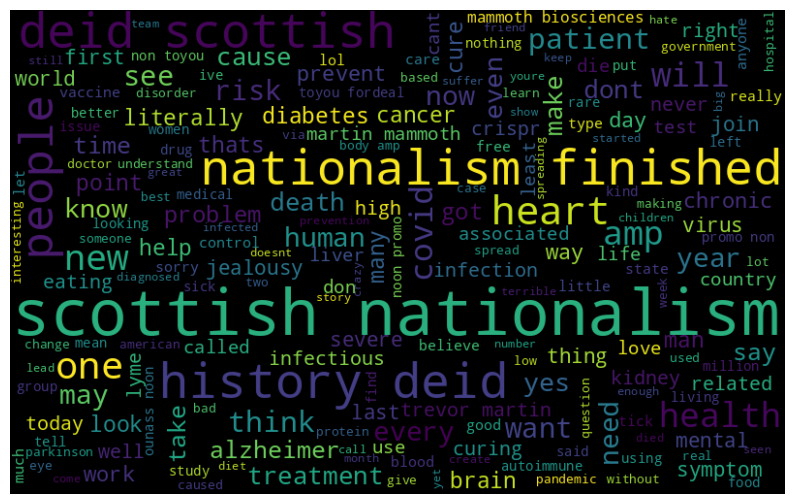 deid scottish
mammoth biosciences
hate
team
friend
nothing
government
still
non toyou
lol
cant
cure
patient
right
anyone
hospital
first
cause
care
ive
suffer
youre
keep
world
see
prevent
based
die
put
will
vaccine
disorder
risk
toyou fordeal
now
even
learn
rare
dont
big
really
people
better
literally
diabetes
cancer
crispr
make
show
type
never
issue
women
via
martin mammoth
free
day
test
join
started
left
time
thats
drug
body amp
least
spreading
doctor
understand
nationalism finished
great
let
point
best
medical
death
high
covid
got
case
kind
making
chronic
interesting
know
problem
heart
children
virus
looking
human
many
noon promo
associated
amp
prevention
someone
infected
liver
spread
way
life
promo non
new
help
control
doesnt
infection
state
year
lot
sorry
jealousy
don
crazy
little
week
country
eating
diagnosed
sick
two
story
terrible
scottish nationalism
change
mean
american
severe
believe
number
low
man
used
lead
called
infectious
thing
love
million
say
one
lyme
group
history deid
find
yes
question
enough
kidney
living
related
may
last
trevor martin
tick
today
look
ounass noon
bad
think
every
good
want
need
died
health
tell
take
protein
call
use
curing
said
using
mental
real
seen
much
parkinson
well
alzheimer
blood
autoimmune
symptom
eye
study
diet
month
yet
brain
come
work
caused
treatment
give
create
pandemic
without
food